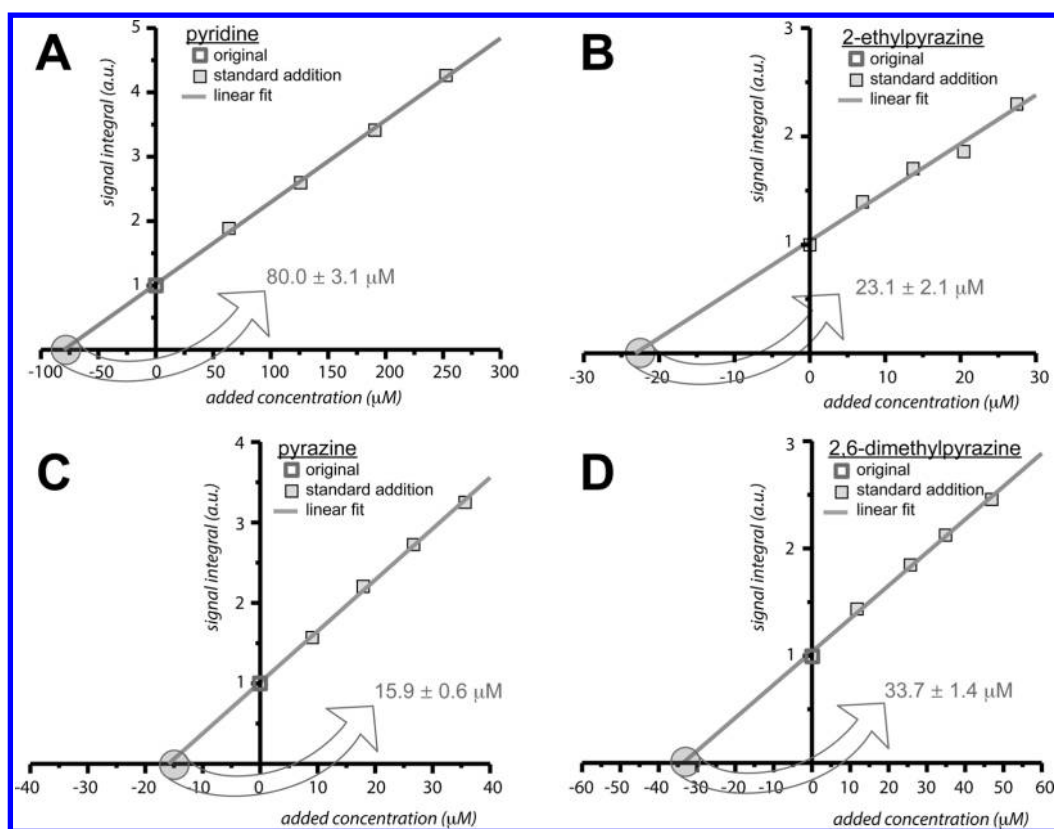 A
pyridine
original
standard addition
linear fit
signal integral (a.u.)
5
4
3
2
1
0
80.0 ± 3.1 μM
-100 -50 0 50 100 150 200 250 300
added concentration (μM)
B
2-ethylpyrazine
original
standard addition
linear fit
signal integral (a.u.)
3
2
1
23.1 ± 2.1 μM
-30 -20 -10 0 10 20 30
added concentration (μM)
C
pyrazine
original
standard addition
linear fit
signal integral (a.u.)
4
3
2
1
15.9 ± 0.6 μM
-40 -30 -20 -10 0 10 20 30 40
added concentration (μM)
D
2,6-dimethylpyrazine
original
standard addition
linear fit
signal integral (a.u.)
3
2
1
33.7 ± 1.4 μM
-60 -50 -40 -30 -20 -10 0 10 20 30 40 50 60
added concentration (μM)